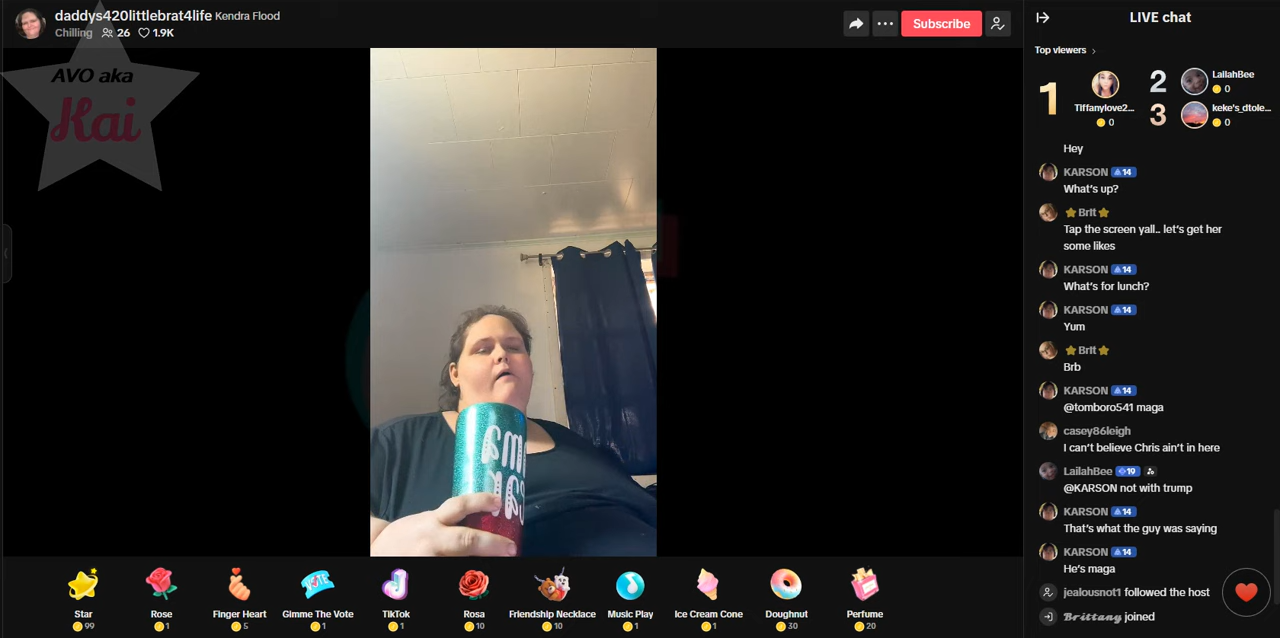 daddys420littlebrat4life Kendra Flood
Chilling 26 1.9K
Subscribe
AVO aka
Kai
LIVE chat
Top viewers
1
Tiffanylove2...
0
2
LailahBee
0
3
keke's_dtole...
0
Hey
KARSON 14
What's up?
Brit
Tap the screen yall.. let's get her
some likes
KARSON 14
What's for lunch?
KARSON 14
Yum
Brit
Brb
KARSON 14
@tomboro541 maga
casey86leigh
I can't believe Chris ain't in here
LailahBee 19
@KARSON not with trump
KARSON 14
That's what the guy was saying
KARSON 14
He's maga
jealousnot1 followed the host
Brittany joined
Star
99
Rose
1
Finger Heart
5
Gimme The Vote
1
TikTok
1
Rosa
10
Friendship Necklace
10
Music Play
1
Ice Cream Cone
1
Doughnut
30
Perfume
20